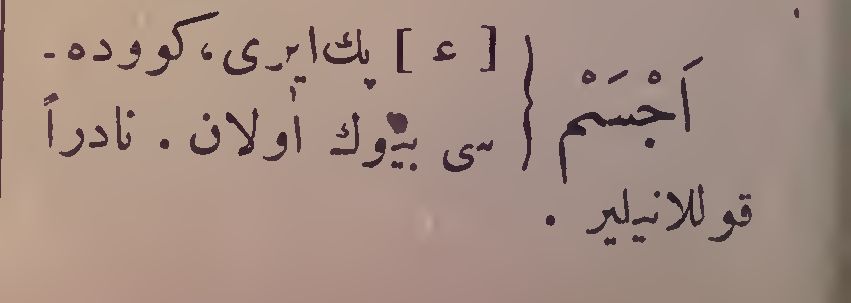 اَجْسَمْ } [ ء ] پك ایری، كووده‌ـ
سی بیوك اولان . نادراً
قوللانیلیر .